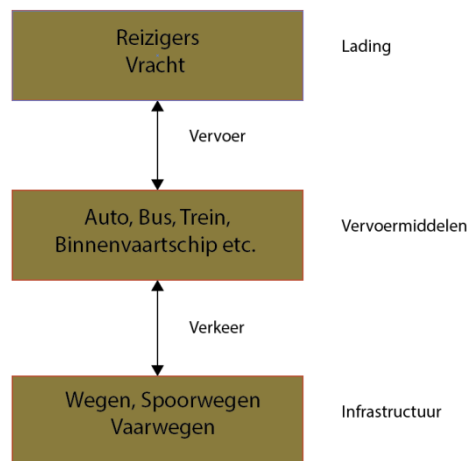 Reizigers
Vracht
Lading
Vervoer
Auto, Bus, Trein,
Binnenvaartschip etc.
Vervoermiddelen
Verkeer
Wegen, Spoorwegen
Vaarwegen
Infrastructuur